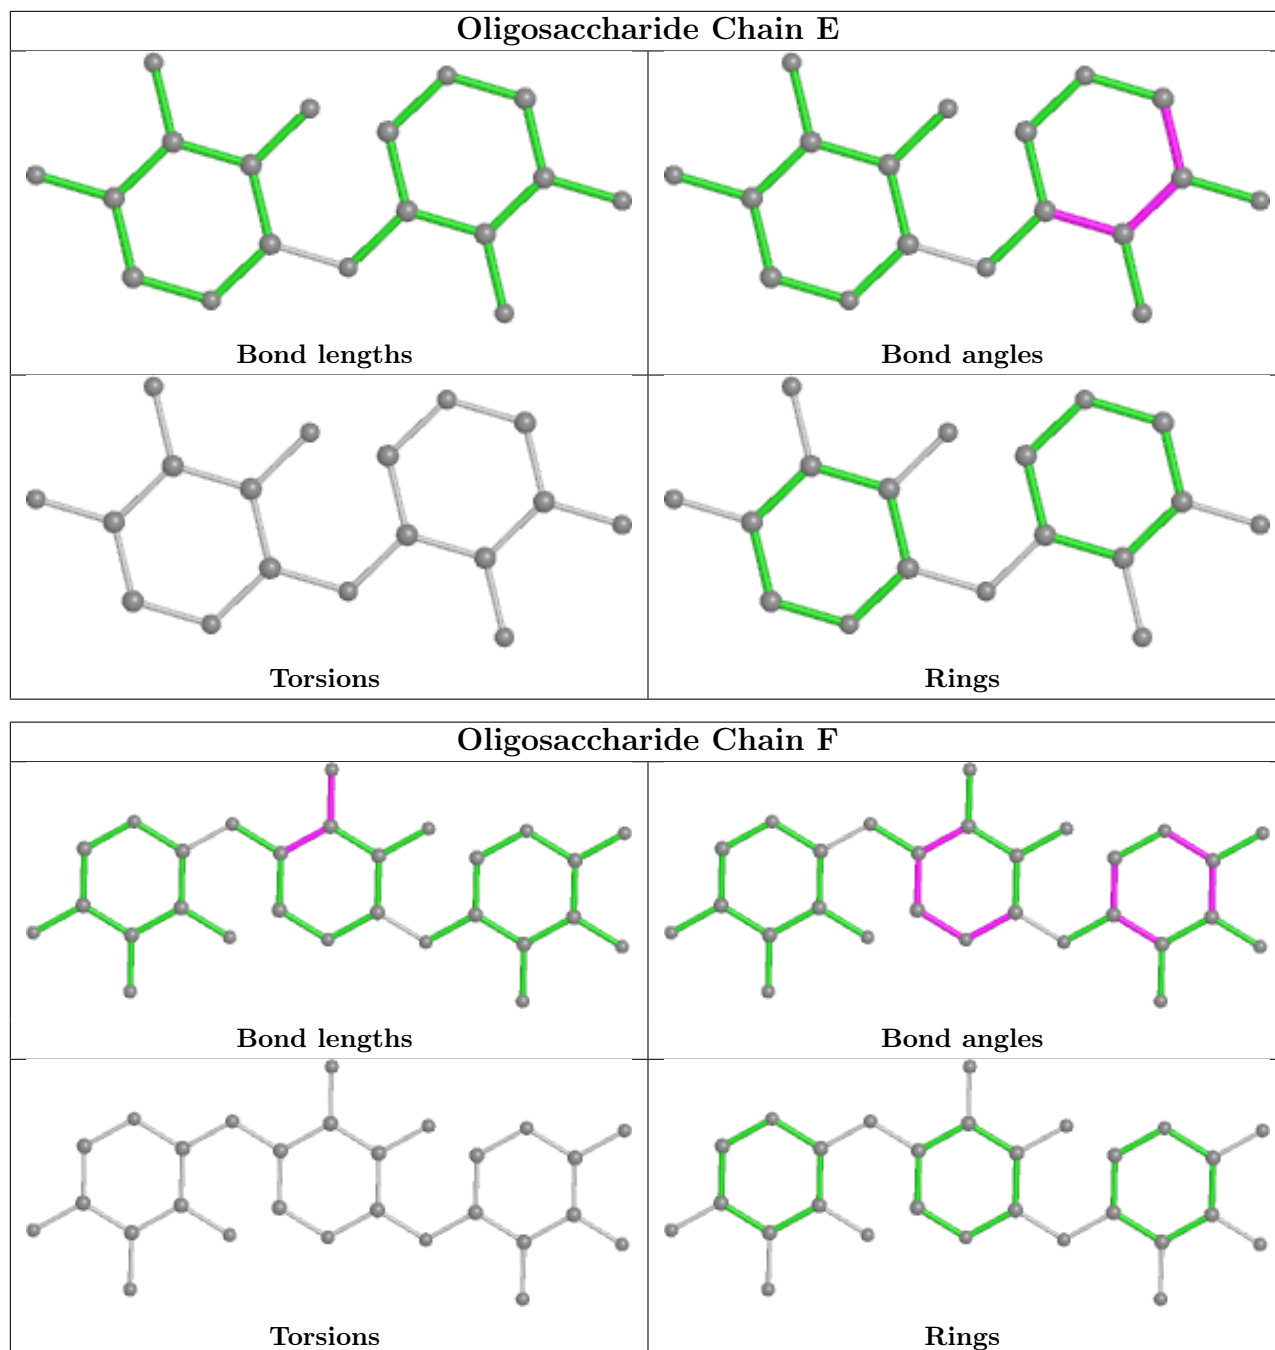 Oligosaccharide Chain E
Bond lengths
Bond angles
Torsions
Rings
Oligosaccharide Chain F
Bond lengths
Bond angles
Torsions
Rings